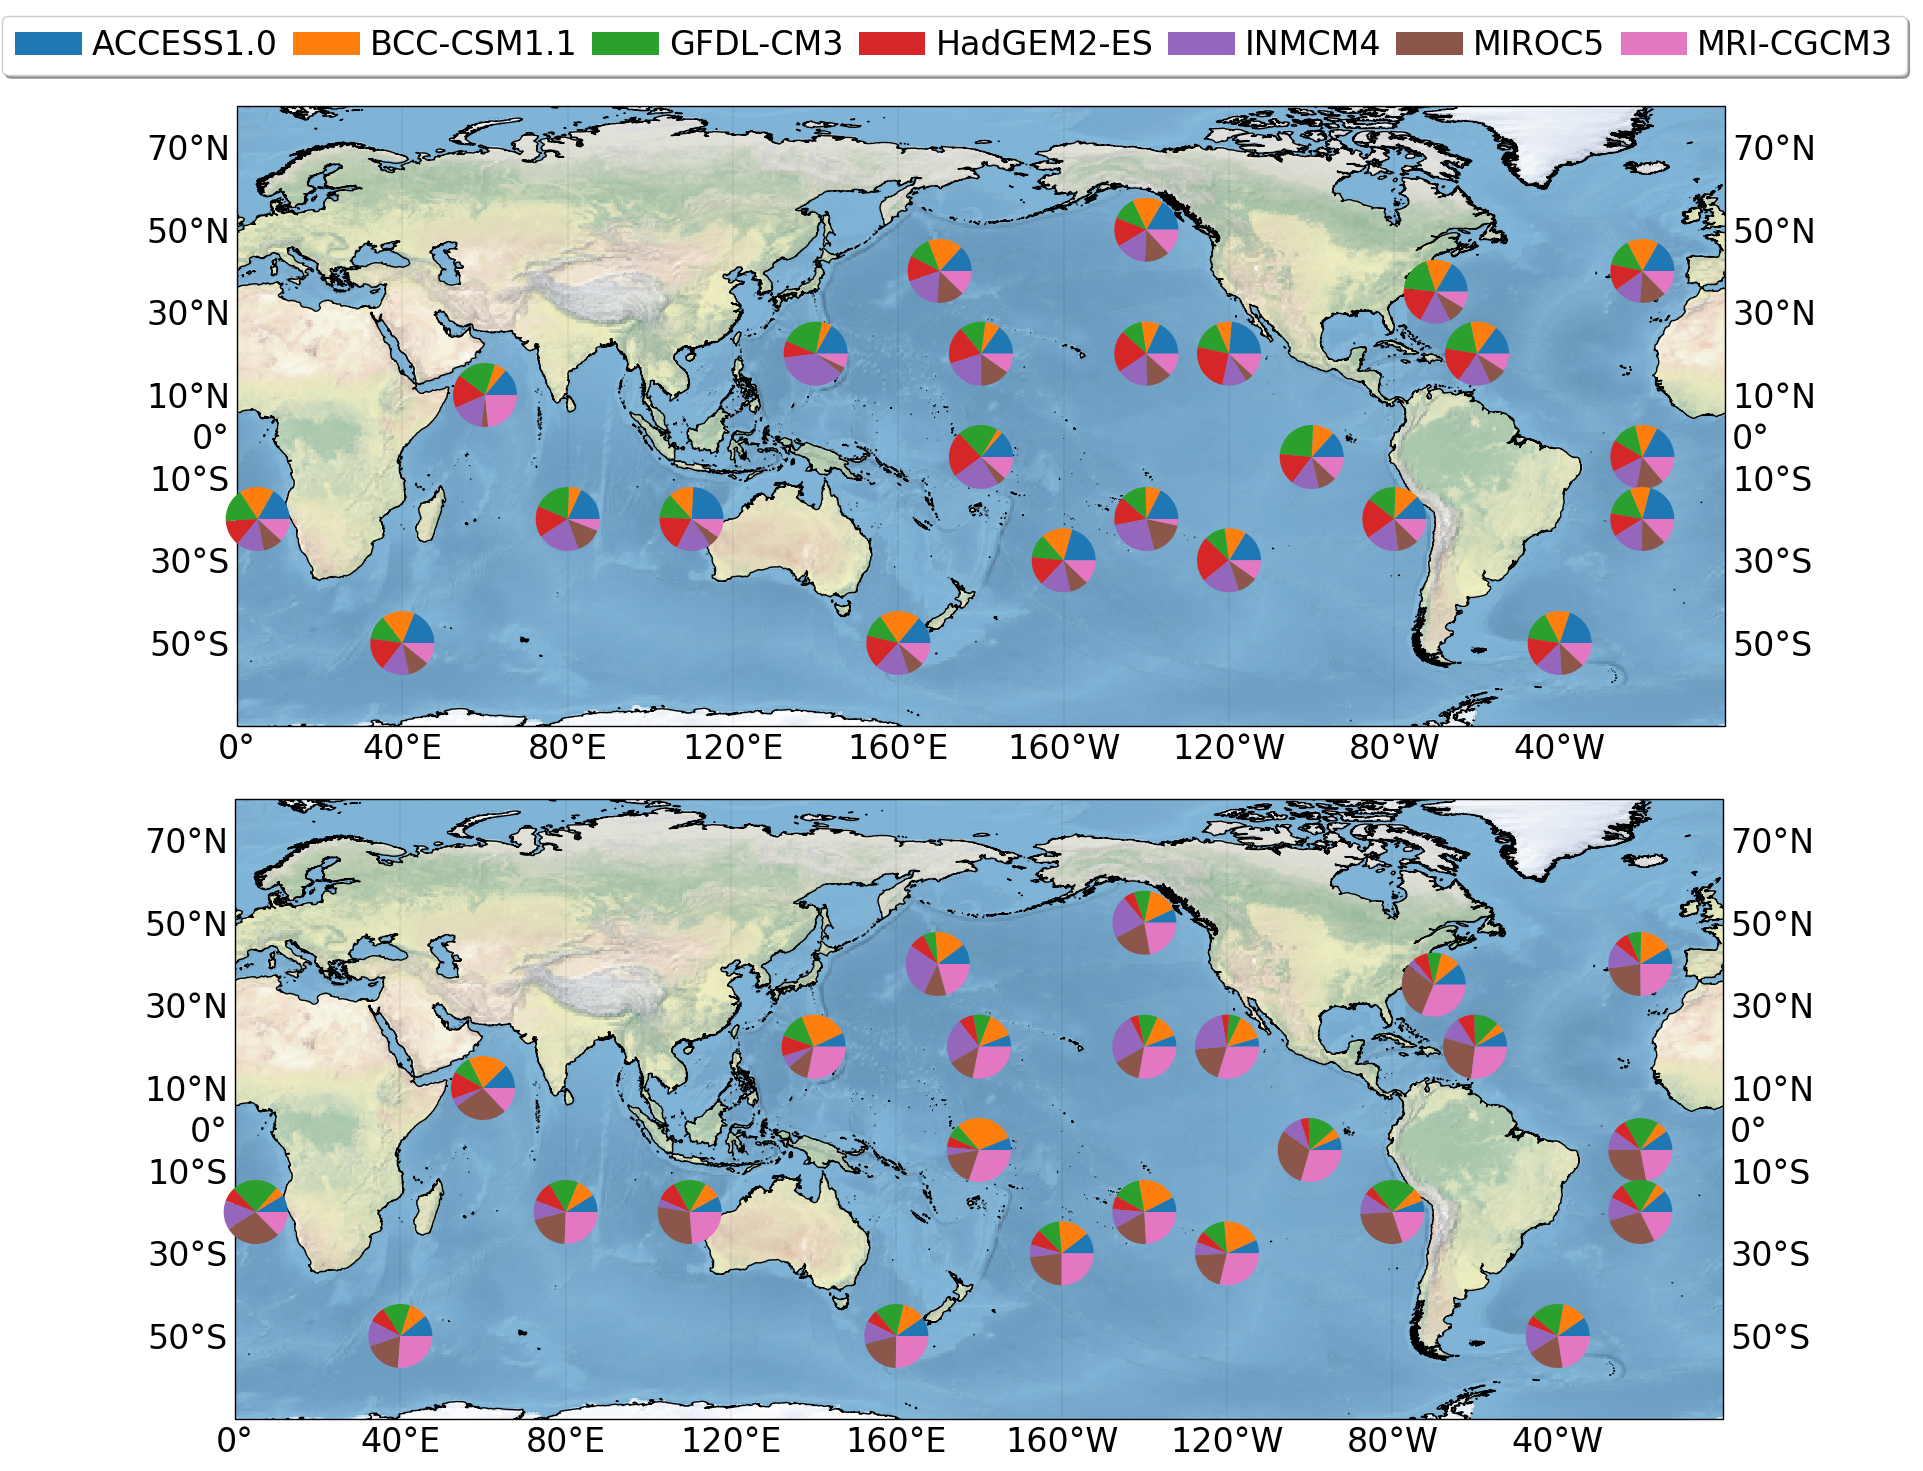 ACCESS1.0 BCC-CSM1.1 GFDL-CM3 HadGEM2-ES INMCM4 MIROC5 MRI-CGCM3
70°N 70°N
50°N 50°N
30°N 30°N
10°N 10°N
0° 0°
10°S 10°S
30°S 30°S
50°S 50°S
0° 40°E 80°E 120°E 160°E 160°W 120°W 80°W 40°W
70°N 70°N
50°N 50°N
30°N 30°N
10°N 10°N
0° 0°
10°S 10°S
30°S 30°S
50°S 50°S
0° 40°E 80°E 120°E 160°E 160°W 120°W 80°W 40°W